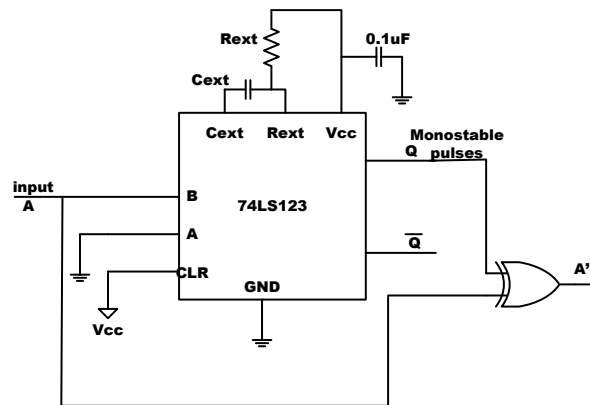 Rext
0.1uF
Cext
Cext Rext Vcc
Monostable
Q pulses
input
A
B
74LS123
A
Q
CLR
A'
GND
Vcc